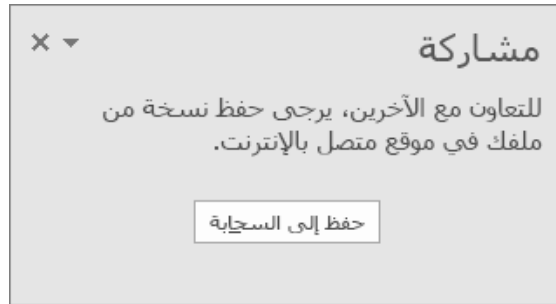 مشاركة
للتعاون مع الآخرين، يرجى حفظ نسخة من
ملفك في موقع متصل بالإنترنت.
حفظ إلى السحابة